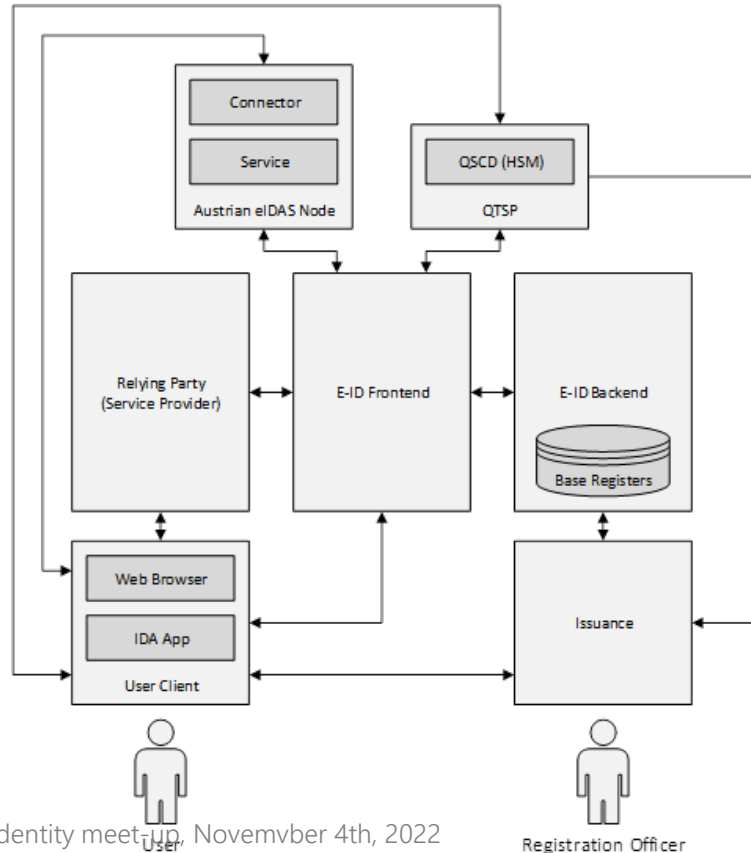 Connector
Service
Austrian eIDAS Node
QSCD (HSM)
QTSP
Relying Party
(Service Provider)
E-ID Frontend
E-ID Backend
Base Registers
Web Browser
IDA App
User Client
Issuance
dentity meet-up, Novemvber 4th, 2022
User
Registration Officer